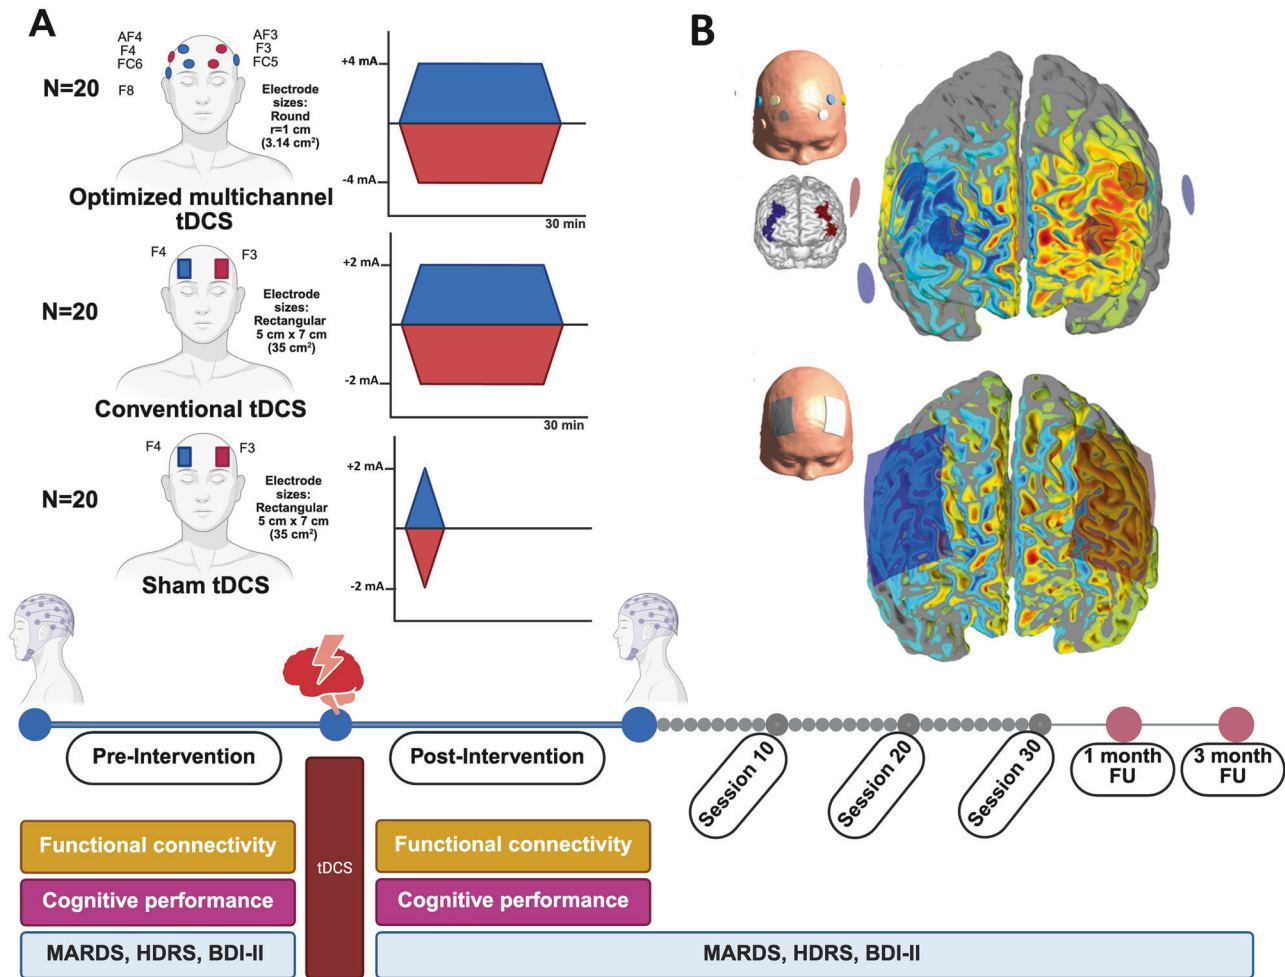 A
AF4
F4
FC6
F8
AF3
F3
FC5
N=20
Electrode
sizes:
Round
r=1 cm
(3.14 cm²)
Optimized multichannel
tDCS
+4 mA
-4 mA
30 min
F4
F3
N=20
Electrode
sizes:
Rectangular
5 cm x 7 cm
(35 cm²)
Conventional tDCS
+2 mA
-2 mA
30 min
F4
F3
N=20
Electrode
sizes:
Rectangular
5 cm x 7 cm
(35 cm²)
Sham tDCS
+2 mA
-2 mA
B
Pre-Intervention
Post-Intervention
Session 10
Session 20
Session 30
1 month
FU
3 month
FU
Functional connectivity
Cognitive performance
MARDS, HDRS, BDI-II
tDCS
Functional connectivity
Cognitive performance
MARDS, HDRS, BDI-II